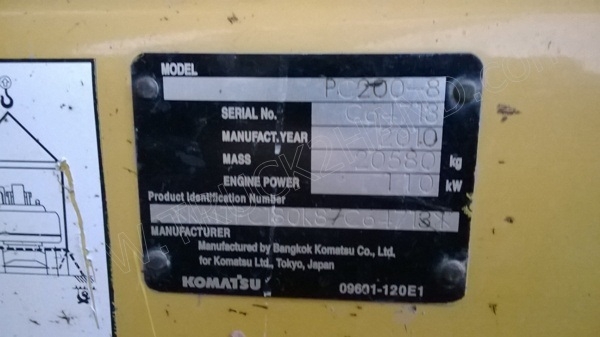 MODEL
PC200-8
SERIAL No.
MANUFACT.YEAR 2010
MASS 20580 kg
ENGINE POWER 110 kW
Product Identification Number
MANUFACTURER
Manufactured by Bangkok Komatsu Co., Ltd.
for Komatsu Ltd., Tokyo, Japan
KOMATSU 09601-120E1